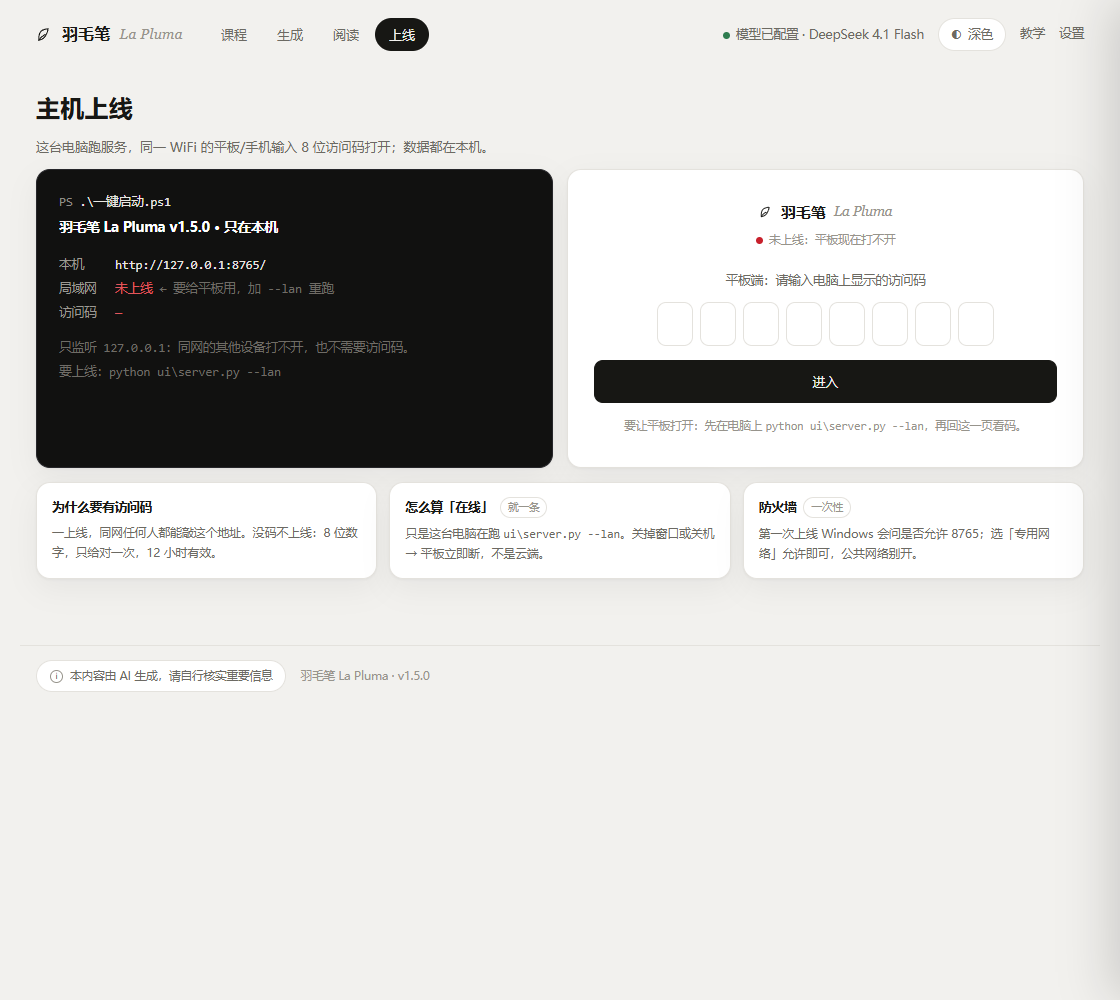 羽毛笔 La Pluma 课程 生成 阅读 上线 模型已配置 · DeepSeek 4.1 Flash 深色 教学 设置
主机上线
这台电脑跑服务，同一 WiFi 的平板/手机输入 8 位访问码打开；数据都在本机。
PS .\一键启动.ps1
羽毛笔 La Pluma v1.5.0 • 只在本机
本机 http://127.0.0.1:8765/
局域网 未上线 ← 要给平板用，加 --lan 重跑
访问码 —
只监听 127.0.0.1：同网的其他设备打不开，也不需要访问码。
要上线：python ui\server.py --lan
羽毛笔 La Pluma
未上线：平板现在打不开
平板端：请输入电脑上显示的访问码
进入
要让平板打开：先在电脑上 python ui\server.py --lan，再回这一页看码。
为什么要有访问码
一上线，同网任何人都能敲这个地址。没码不上线：8 位数
字，只给对一次，12 小时有效。
怎么算「在线」 就一条
只是这台电脑在跑 ui\server.py --lan。关掉窗口或关机
→ 平板立即断，不是云端。
防火墙 一次性
第一次上线 Windows 会问是否允许 8765；选「专用网
络」允许即可，公共网络别开。
本内容由 AI 生成，请自行核实重要信息 羽毛笔 La Pluma · v1.5.0